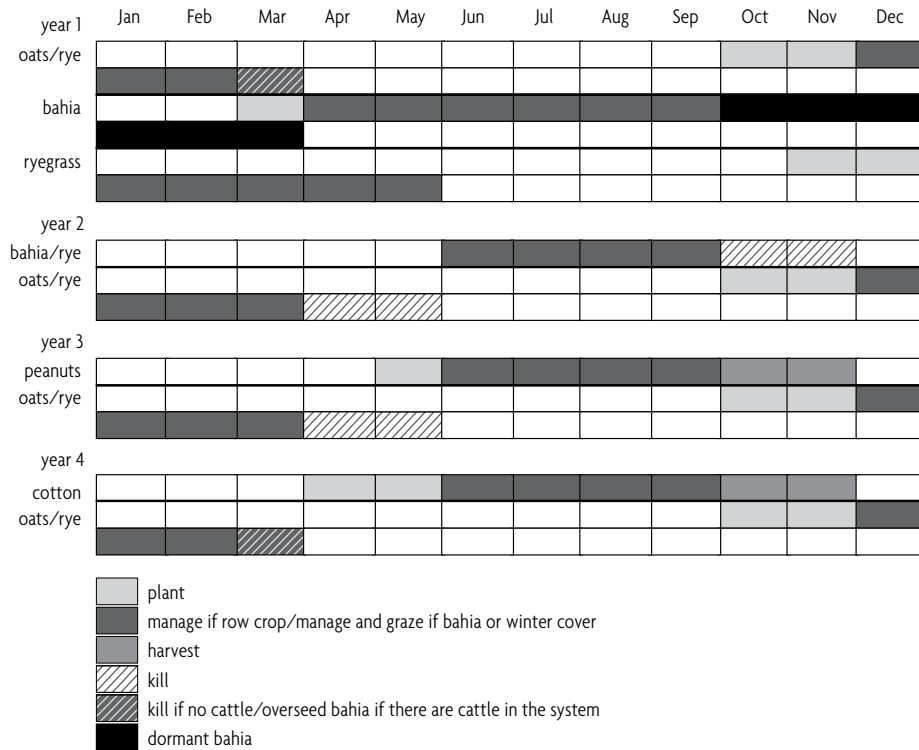 Jan Feb Mar Apr May Jun Jul Aug Sep Oct Nov Dec
year 1
oats/rye
bahia
ryegrass
year 2
bahia/rye
oats/rye
year 3
peanuts
oats/rye
year 4
cotton
oats/rye
plant
manage if row crop/manage and graze if bahia or winter cover
harvest
kill
kill if no cattle/overseed bahia if there are cattle in the system
dormant bahia